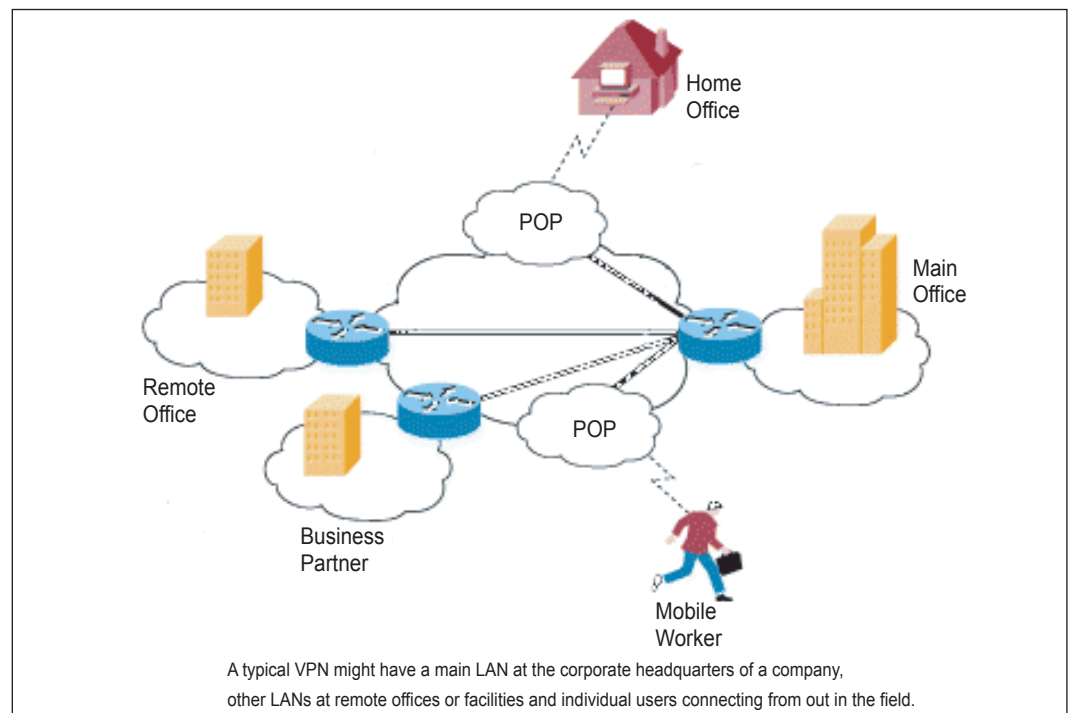 Home
Office
POP
Main
Office
Remote
Office
POP
Business
Partner
Mobile
Worker
A typical VPN might have a main LAN at the corporate headquarters of a company,
other LANs at remote offices or facilities and individual users connecting from out in the field.